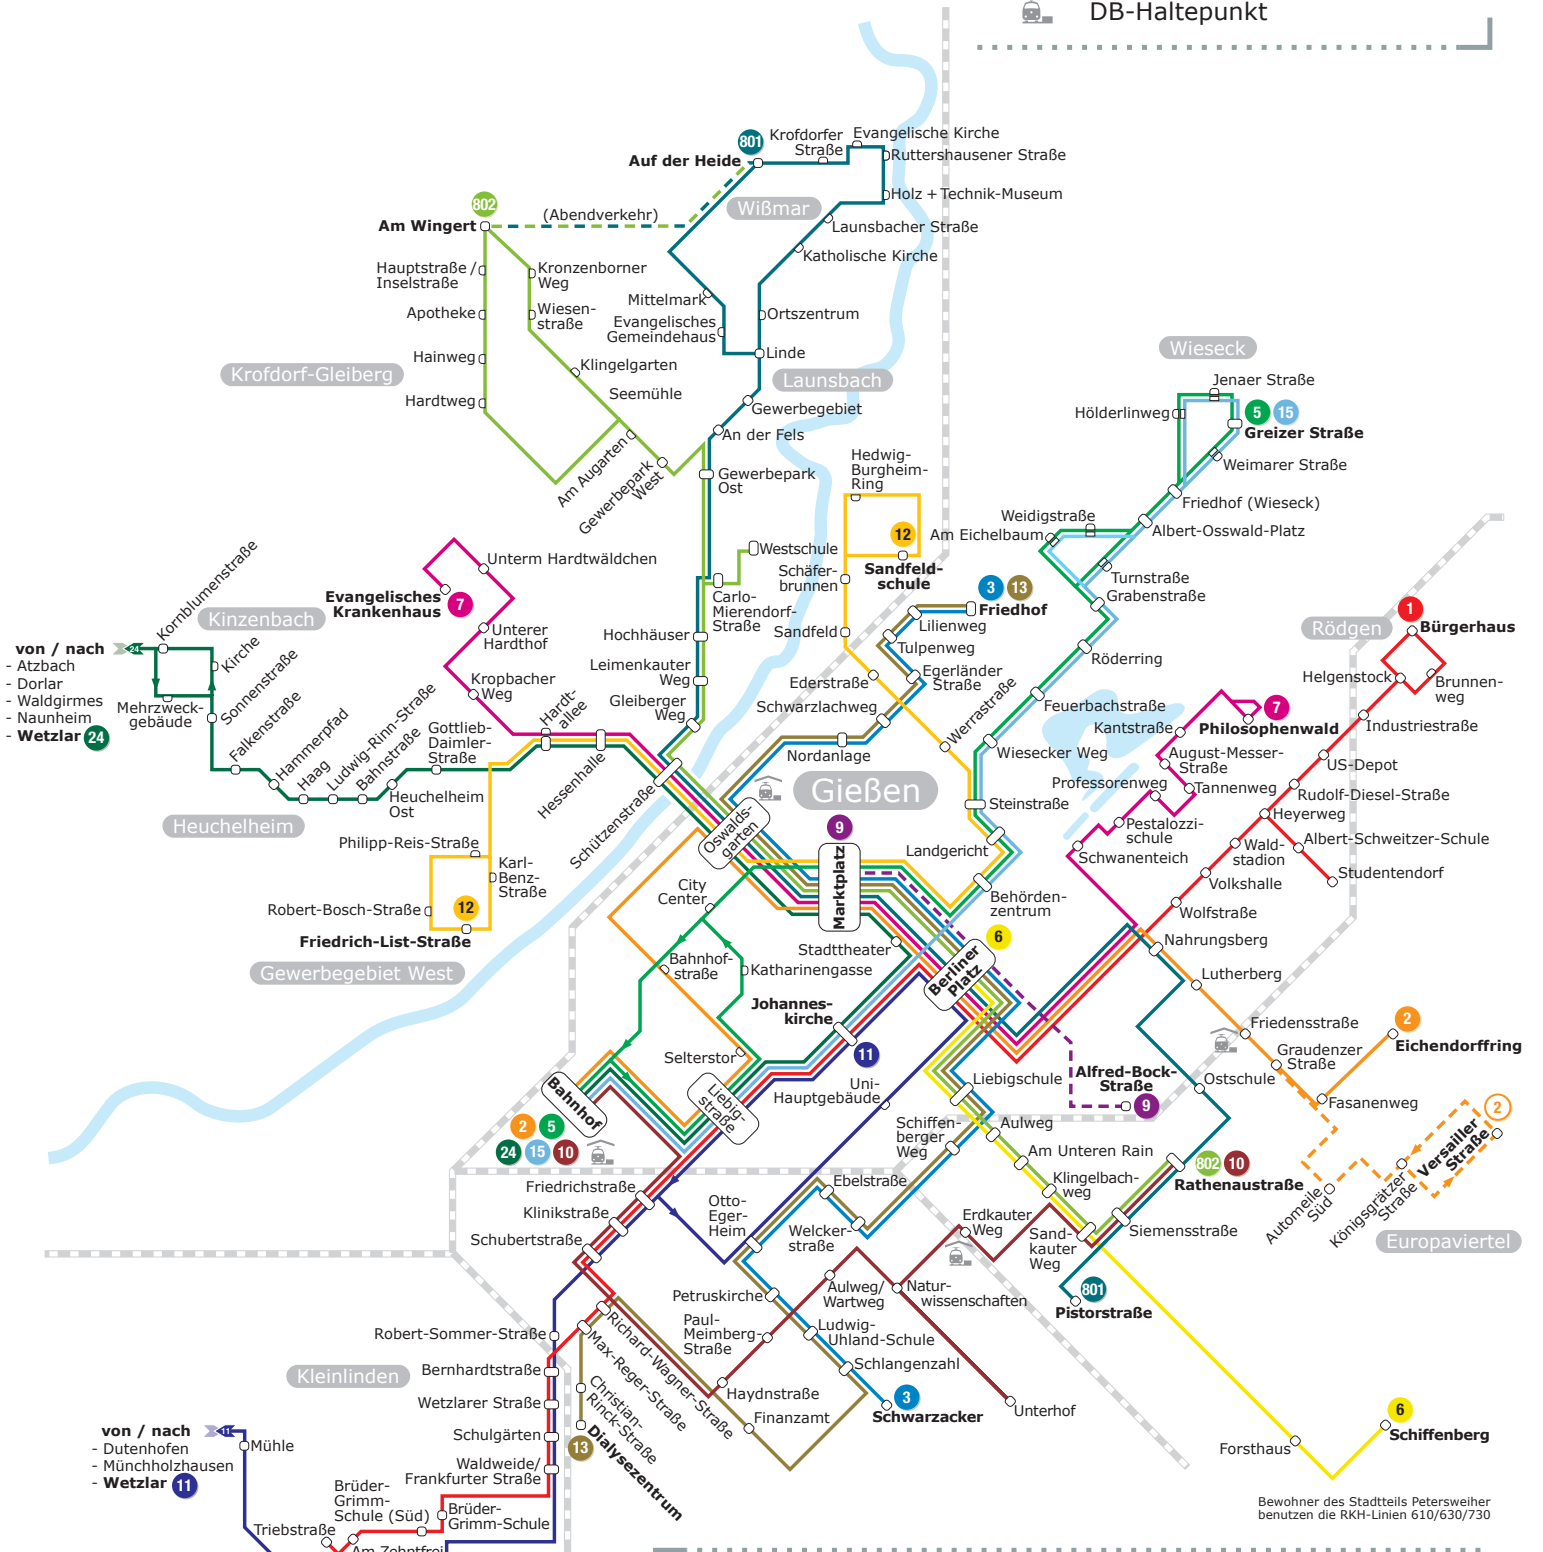 DB-Haltepunkt
801
Krofdorfer
Straße
Evangelische Kirche
Auf der Heide
Ruttershausener Straße
Holz + Technik-Museum
802
(Abendverkehr)
Wißmar
Am Wingert
Launsbacher Straße
Katholische Kirche
Hauptstraße /
Inselstraße
Kronzenborner
Weg
Mittelmark
Apotheke
Wiesen-
straße
Evangelisches
Gemeindehaus
Ortszentrum
Hainweg
Linde
Klingelgarten
Krofdorf-Gleiberg
Launsbach
Seemühle
Hardtweg
Gewerbegebiet
An der Fels
Am Augarten
Gewerbepark
West
Gewerbepark
Ost
Wieseck
Jenaer Straße
Hölderlinweg
5
15
Greizer Straße
Weimarer Straße
Friedhof (Wieseck)
Weidigstraße
Am Eichelbaum
Albert-Osswald-Platz
Turnstraße
Grabenstraße
Röderring
Feuerbachstraße
Wiesecker Weg
Werrastraße
Steinstraße
Hedwig-
Burgheim-
Ring
12
Sandfeld-
schule
Schäfer-
brunnen
Sandfeld
Ederstraße
3
13
Friedhof
Lilienweg
Tulpenweg
Egerländer
Straße
Schwarzlachweg
Nordanlage
Westschule
Carlo-
Mierendorf-
Straße
Hochhäuser
Leimenkauter
Weg
Gleiberger
Weg
Unterm Hardtwäldchen
Evangelisches
Krankenhaus
7
Unterer
Hardthof
Kropbacher
Weg
Hardt-
allee
Kinzenbach
Kornblumenstraße
von / nach
24
- Atzbach
- Dorlar
- Waldgirmes
- Naunheim
- Wetzlar
24
Kirche
Mehrzweck-
gebäude
Sonnenstraße
Falkenstraße
Hammerpfad
Haag
Ludwig-Rinn-Straße
Bahnstraße
Gottlieb-
Daimler-
Straße
Heuchelheim
Ost
Heuchelheim
Hessenhalle
Schützenstraße
Philipp-Reis-Straße
Karl-
Benz-
Straße
Robert-Bosch-Straße
12
Friedrich-List-Straße
Gewerbegebiet West
Gießen
Oswalds-
garten
9
Marktplatz
Landgericht
Behörden-
zentrum
City
Center
Stadttheater
6
Berliner
Platz
Bahnhof-
straße
Katharinengasse
Johannes-
kirche
11
Selterstor
Uni-
Hauptgebäude
Bahnhof
Liebig-
straße
2
5
24
15
10
Rödgen
1
Bürgerhaus
Helgenstock
Brunnen-
weg
Industriestraße
US-Depot
Rudolf-Diesel-Straße
Heyerweg
Albert-Schweitzer-Schule
Wald-
stadion
Studentendorf
Volkshalle
Wolfstraße
Nahrungsberg
Lutherberg
7
Philosophenwald
Kantstraße
August-Messer-
Straße
Professorenweg
Tannenweg
Pestalozzi-
schule
Schwanenteich
Friedensstraße
2
Eichendorffring
Graudenzer
Straße
Fasanenweg
Ostschule
2
Versailler
Straße
Königsgrätzer
Straße
Automeile
Süd
Europaviertel
Alfred-Bock-
Straße
9
Liebigschule
Aulweg
Am Unteren Rain
Klingelbach-
weg
802
10
Rathenaustraße
Siemensstraße
Sand-
kauter
Weg
Erdkauter
Weg
801
Pistorstraße
Schiffen-
berger
Weg
Ebelstraße
Welcker-
straße
Otto-
Eger-
Heim
Friedrichstraße
Klinikstraße
Schubertstraße
Petruskirche
Aulweg/
Wartweg
Natur-
wissenschaften
Paul-
Meimberg-
Straße
Ludwig-
Uhland-Schule
Schlangenzahl
Haydnstraße
Finanzamt
3
Schwarzacker
Unterhof
6
Schiffenberg
Forsthaus
Bewohner des Stadtteils Petersweiher
benutzen die RKH-Linien 610/630/730
Richard-Wagner-Straße
Max-Reger-Straße
Christian-
Rinck-Straße
13
Dialysezentrum
Robert-Sommer-Straße
Bernhardtstraße
Kleinlinden
Wetzlarer Straße
Schulgärten
Waldweide/
Frankfurter Straße
Brüder-
Grimm-
Schule (Süd)
Brüder-
Grimm-Schule
von / nach
11
- Dutenhofen
- Münchholzhausen
- Wetzlar
11
Mühle
Triebstraße
Am Zehntfrei